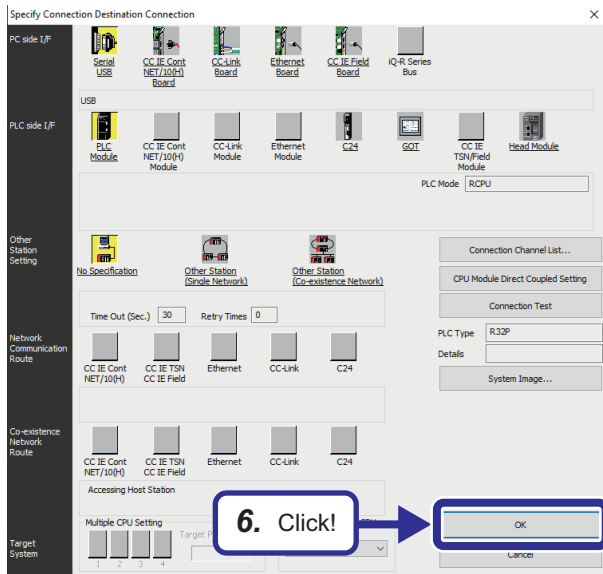 Specify Connection Destination Connection
PC side I/F
Serial
USB
CC IE Cont
NET/10(H)
Board
CC-Link
Board
Ethernet
Board
CC IE Field
Board
iQ-R Series
Bus
USB
PLC side I/F
PLC
Module
CC IE Cont
NET/10(H)
Module
CC-Link
Module
Ethernet
Module
C24
GOT
CC IE
TSN/Field
Module
Head Module
PLC Mode RCPU
Other
Station
Setting
No Specification
Other Station
(Single Network)
Other Station
(Co-existence Network)
Connection Channel List...
CPU Module Direct Coupled Setting
Time Out (Sec.) 30 Retry Times 0
Connection Test
PLC Type R32P
Details
System Image...
Network
Communication
Route
CC IE Cont
NET/10(H)
CC IE TSN
CC IE Field
Ethernet
CC-Link
C24
Co-existence
Network
Route
CC IE Cont
NET/10(H)
CC IE TSN
CC IE Field
Ethernet
CC-Link
C24
Accessing Host Station
Multiple CPU Setting
Target
1 2 3 4
6. Click!
OK
Cancel
Target
System